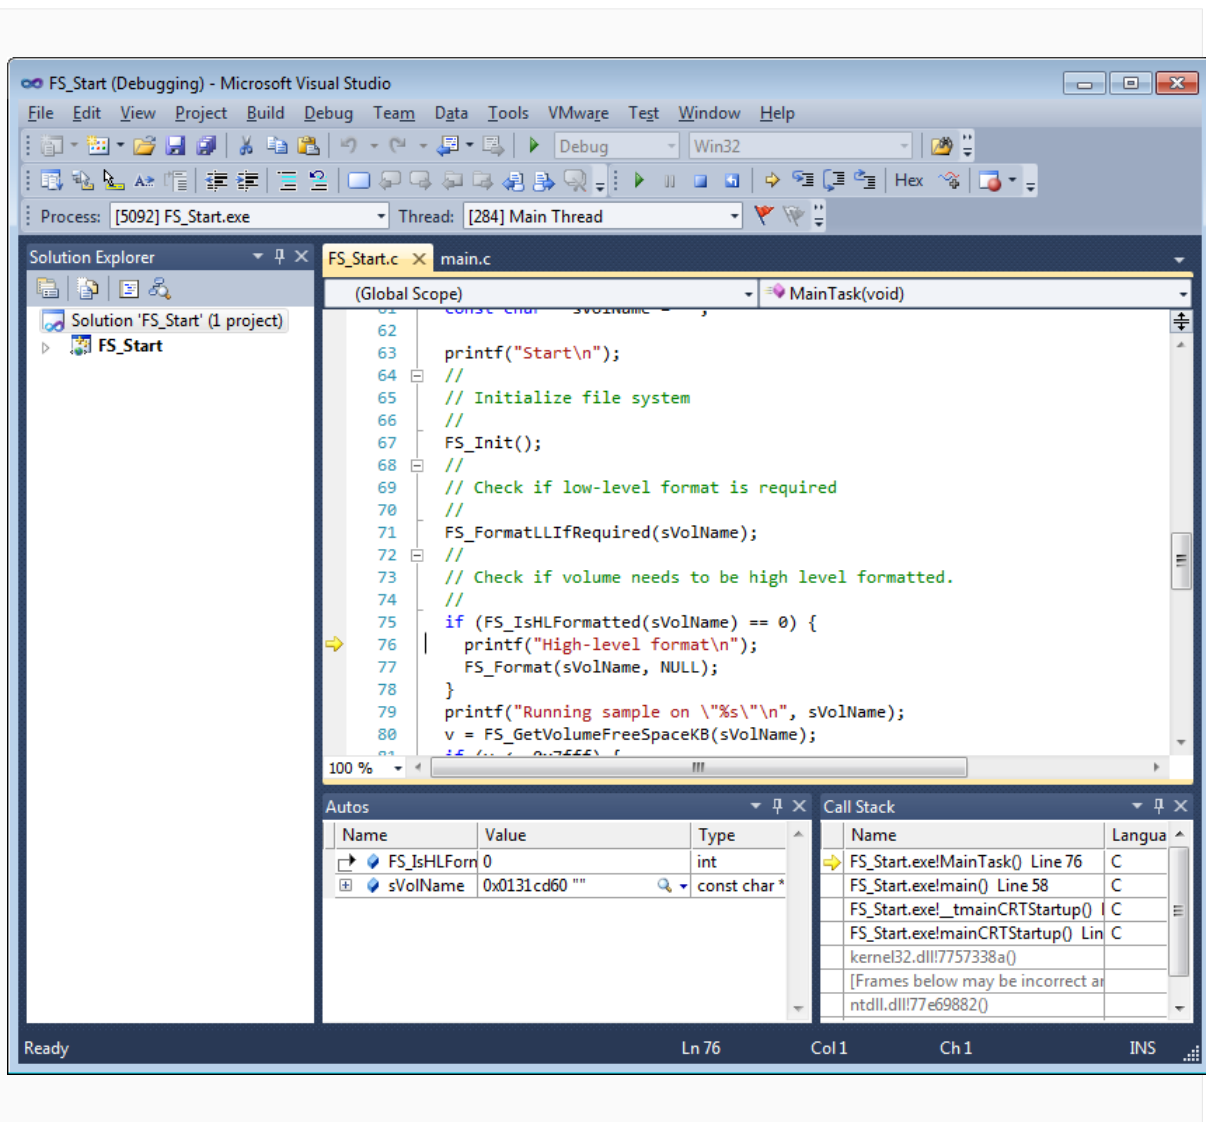 FS_Start (Debugging) - Microsoft Visual Studio
File Edit View Project Build Debug Team Data Tools VMware Test Window Help
Debug Win32
Hex
Process: [5092] FS_Start.exe Thread: [284] Main Thread
Solution Explorer
Solution 'FS_Start' (1 project)
FS_Start
FS_Start.c main.c
(Global Scope) MainTask(void)
62
63 printf("Start\n");
64 //
65 // Initialize file system
66 //
67 FS_Init();
68 //
69 // Check if low-level format is required
70 //
71 FS_FormatLLIfRequired(sVolName);
72 //
73 // Check if volume needs to be high level formatted.
74 //
75 if (FS_IsHLFormatted(sVolName) == 0) {
76 printf("High-level format\n");
77 FS_Format(sVolName, NULL);
78 }
79 printf("Running sample on \"%s\"\n", sVolName);
80 v = FS_GetVolumeFreeSpaceKB(sVolName);
100 %
Autos
Name Value Type
FS_IsHLForn 0 int
sVolName 0x0131cd60 "" const char *
Call Stack
Name Langua
FS_Start.exe!MainTask() Line 76 C
FS_Start.exe!main() Line 58 C
FS_Start.exe!__tmainCRTStartup() C
FS_Start.exe!mainCRTStartup() Lin C
kernel32.dll!7757338a()
[Frames below may be incorrect ar
ntdll.dll!77e69882()
Ready Ln 76 Col 1 Ch 1 INS